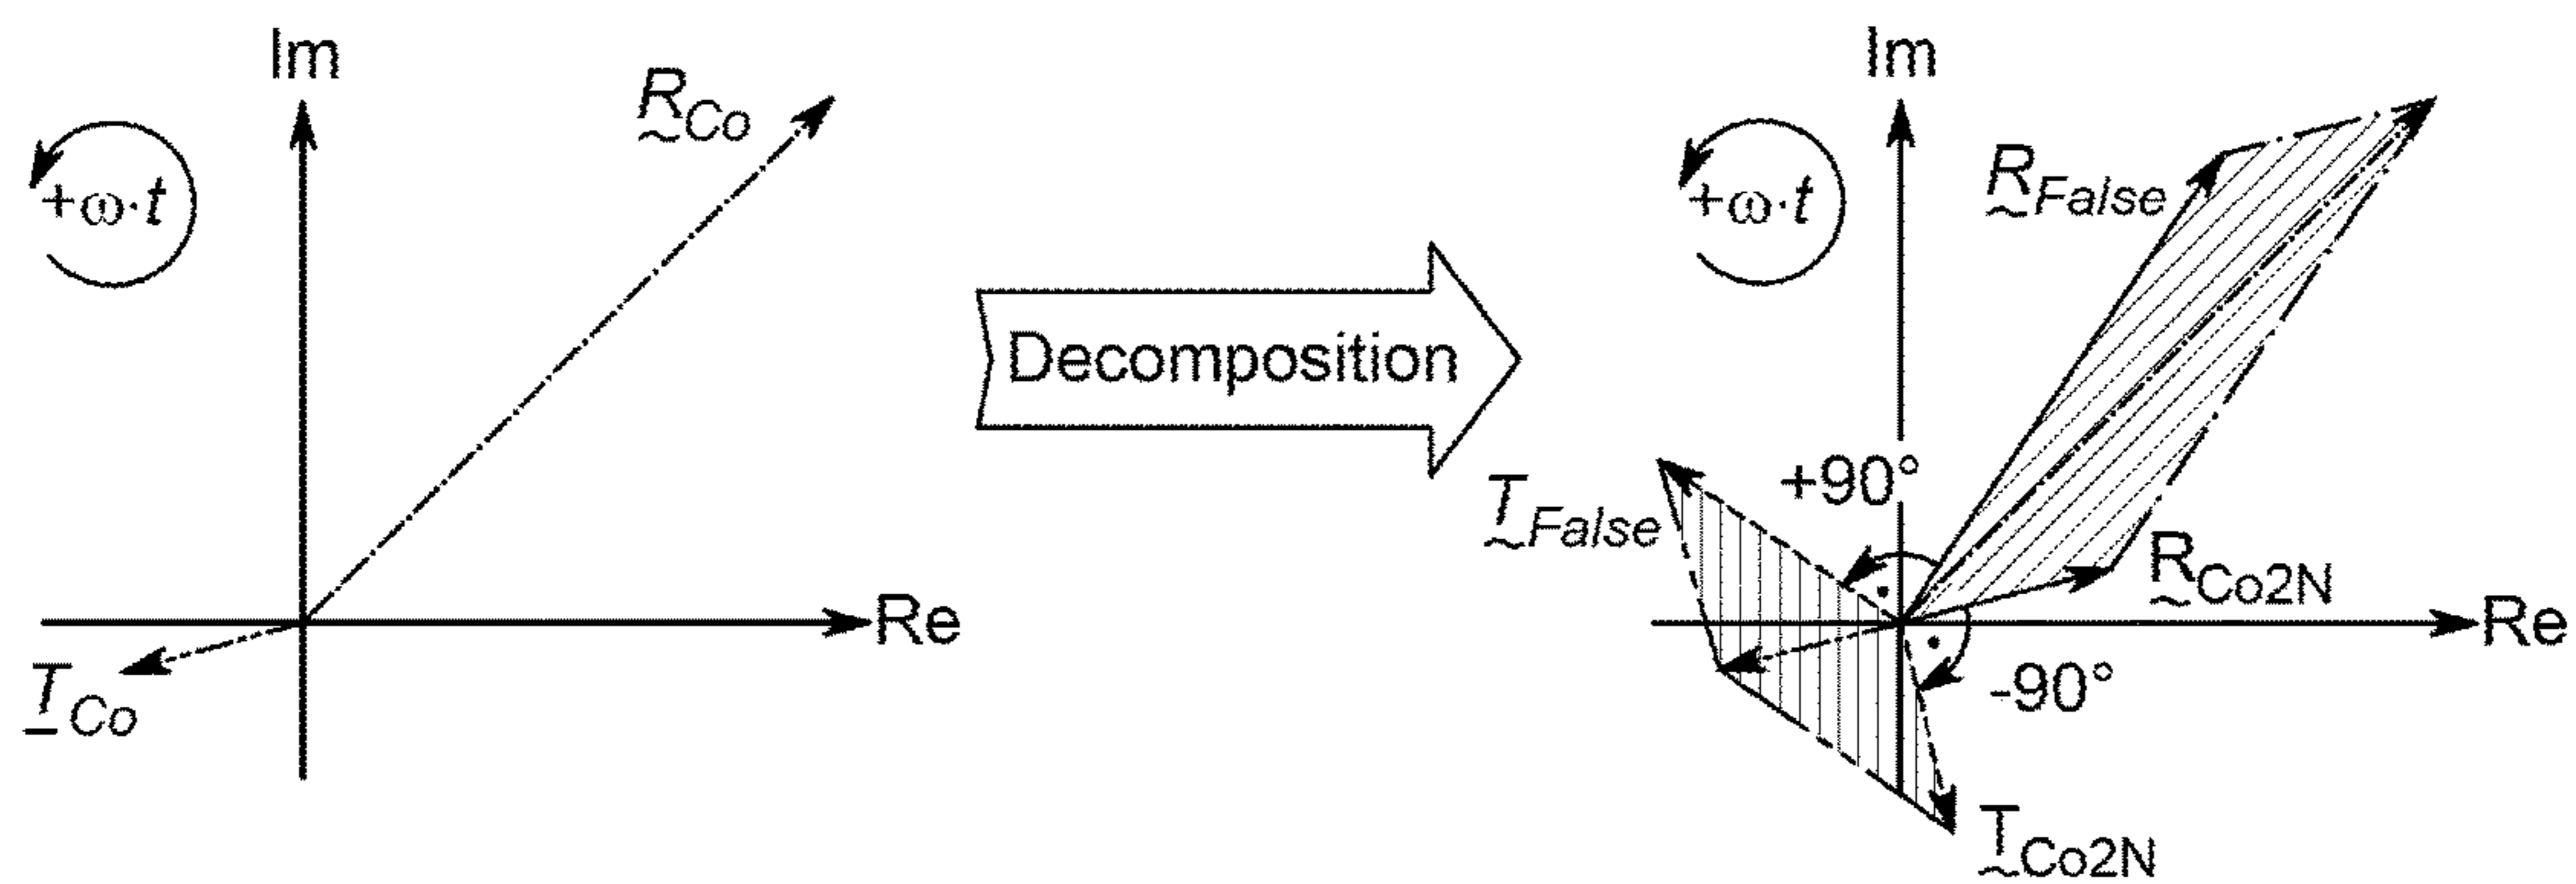 Im
R_Co
+ω·t
Re
T_Co
Decomposition
Im
+ω·t
R_False
T_False
+90°
R_Co2N
Re
-90°
T_Co2N